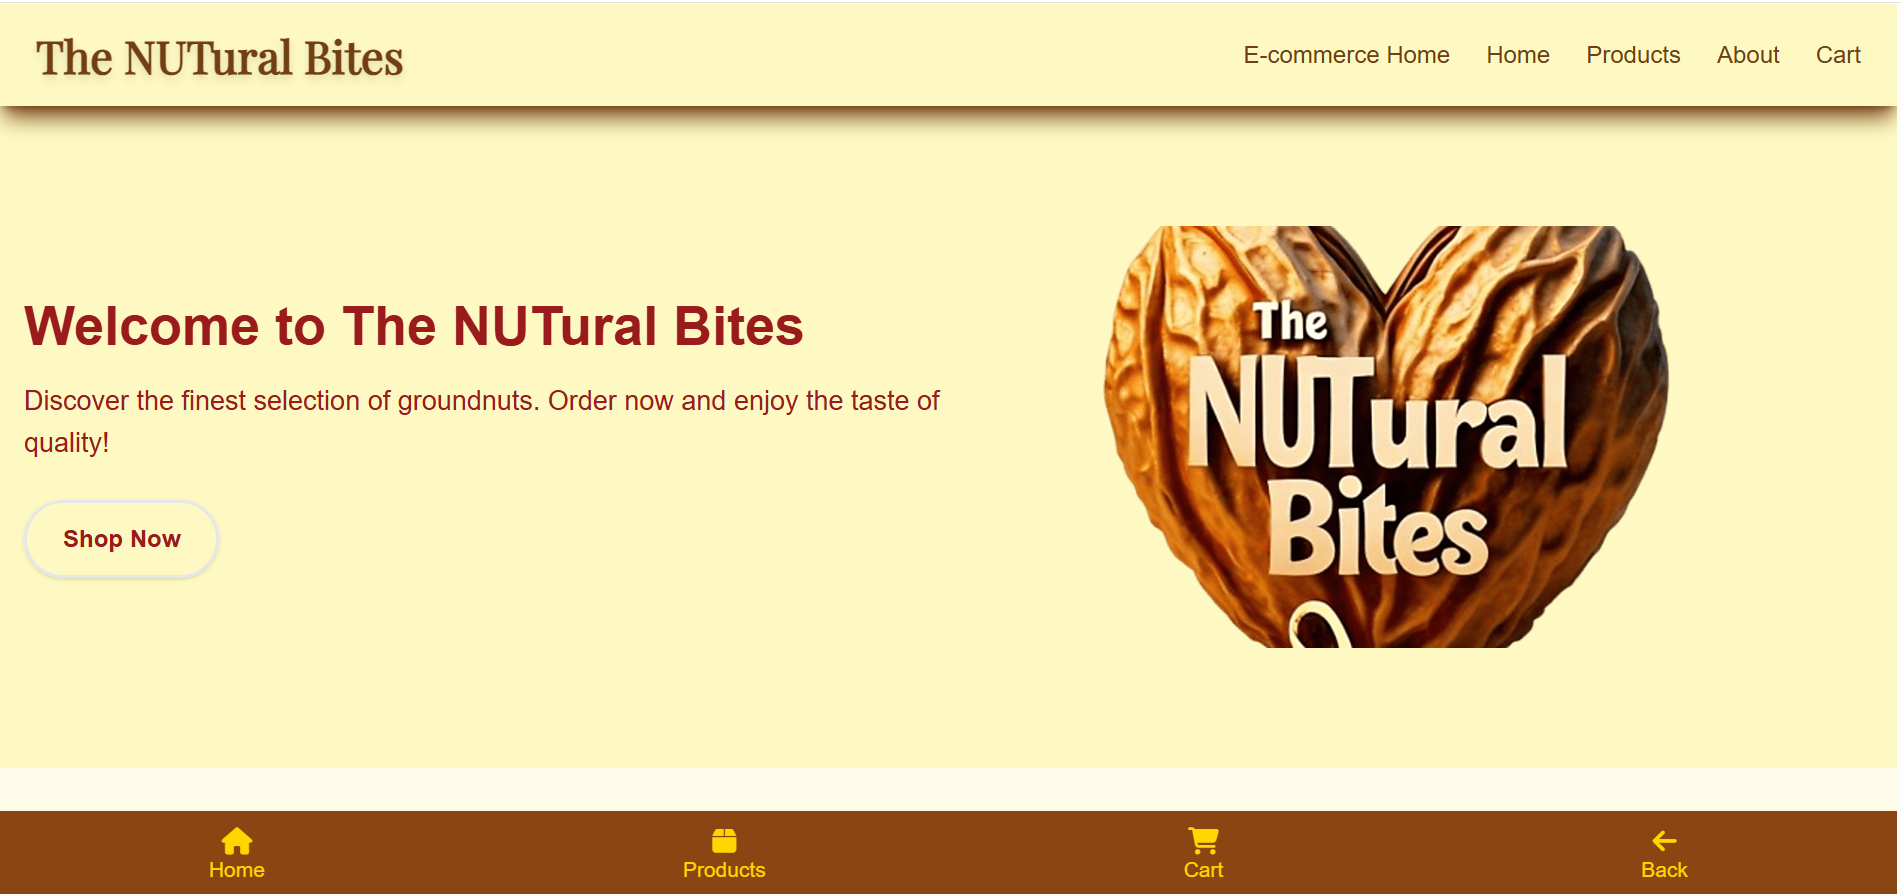 The NUTural Bites
E-commerce Home Home Products About Cart
Welcome to The NUTural Bites
Discover the finest selection of groundnuts. Order now and enjoy the taste of
quality!
Shop Now
The
NUTural
Bites
Home Products Cart Back